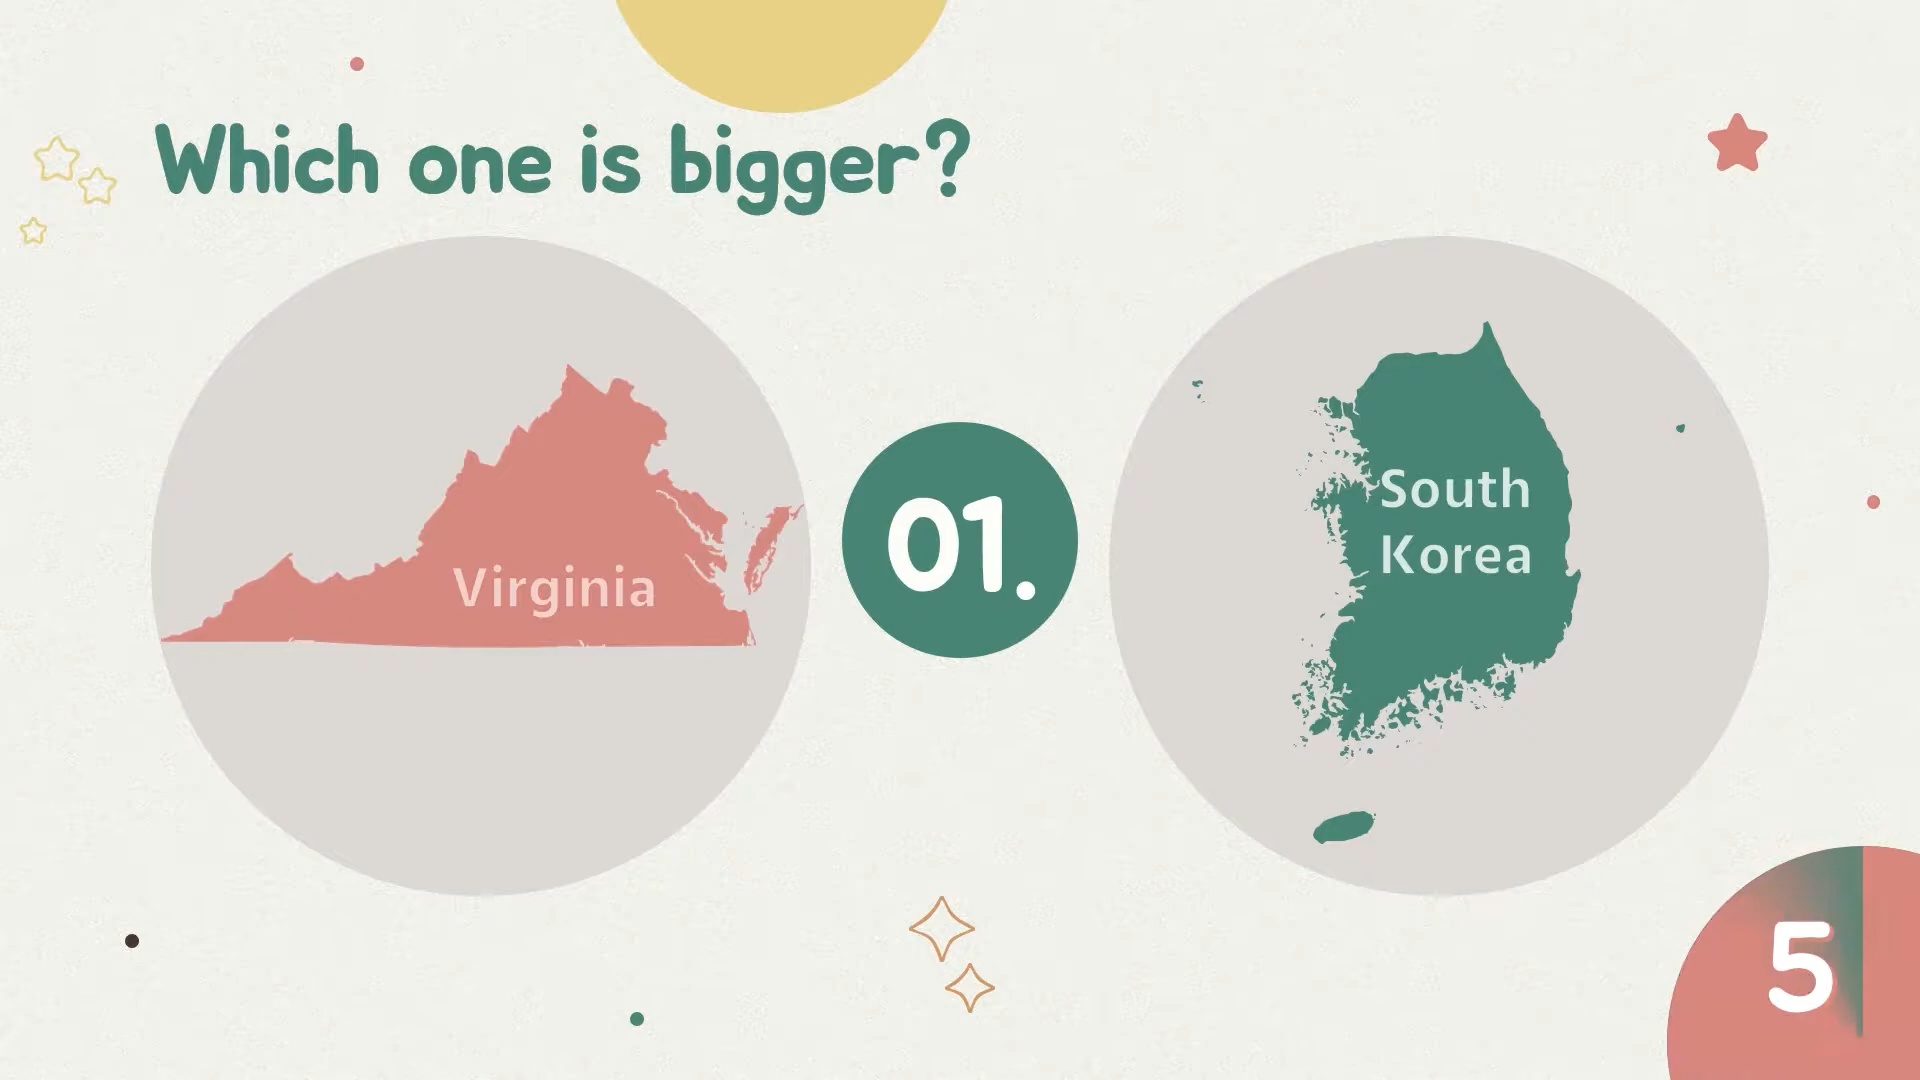 Which one is bigger?
Virginia
01.
South
Korea
5